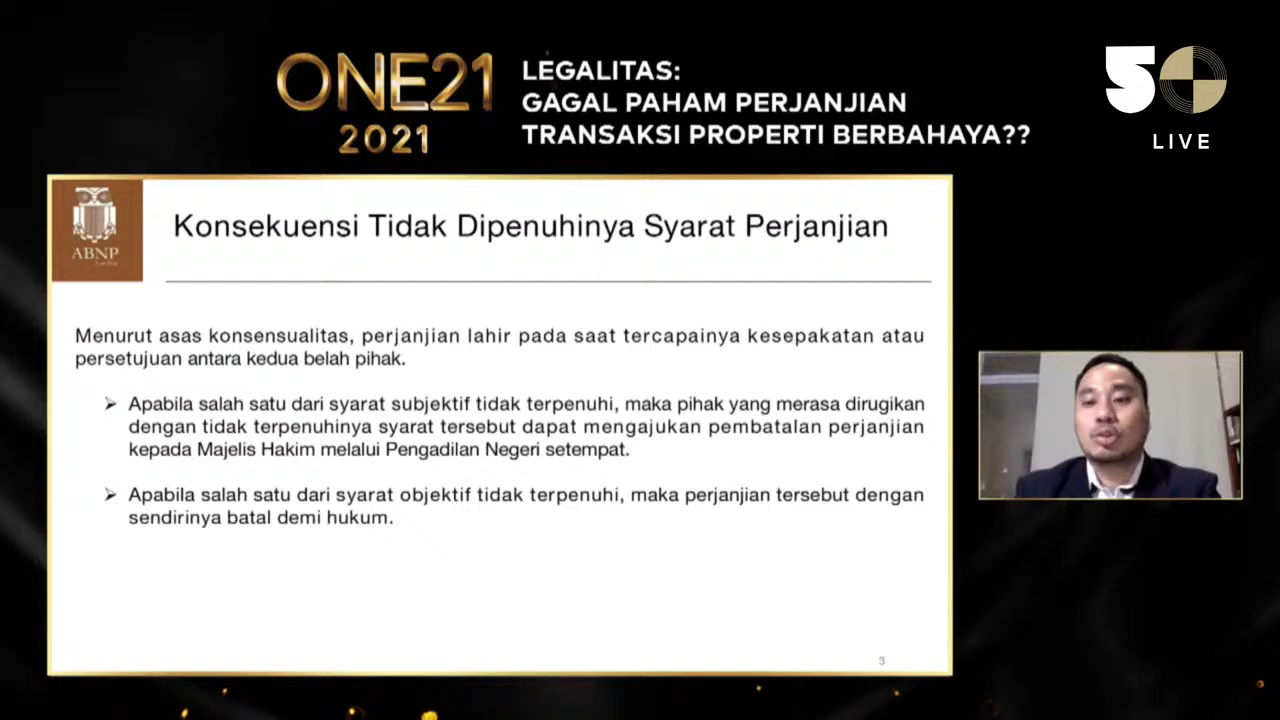 ONE21
2021
LEGALITAS:
GAGAL PAHAM PERJANJIAN
TRANSAKSI PROPERTI BERBAHAYA??
50
LIVE
ABNP
Konsekuensi Tidak Dipenuhinya Syarat Perjanjian
Menurut asas konsensualitas, perjanjian lahir pada saat tercapainya kesepakatan atau
persetujuan antara kedua belah pihak.
➢ Apabila salah satu dari syarat subjektif tidak terpenuhi, maka pihak yang merasa dirugikan
dengan tidak terpenuhinya syarat tersebut dapat mengajukan pembatalan perjanjian
kepada Majelis Hakim melalui Pengadilan Negeri setempat.
➢ Apabila salah satu dari syarat objektif tidak terpenuhi, maka perjanjian tersebut dengan
sendirinya batal demi hukum.
3